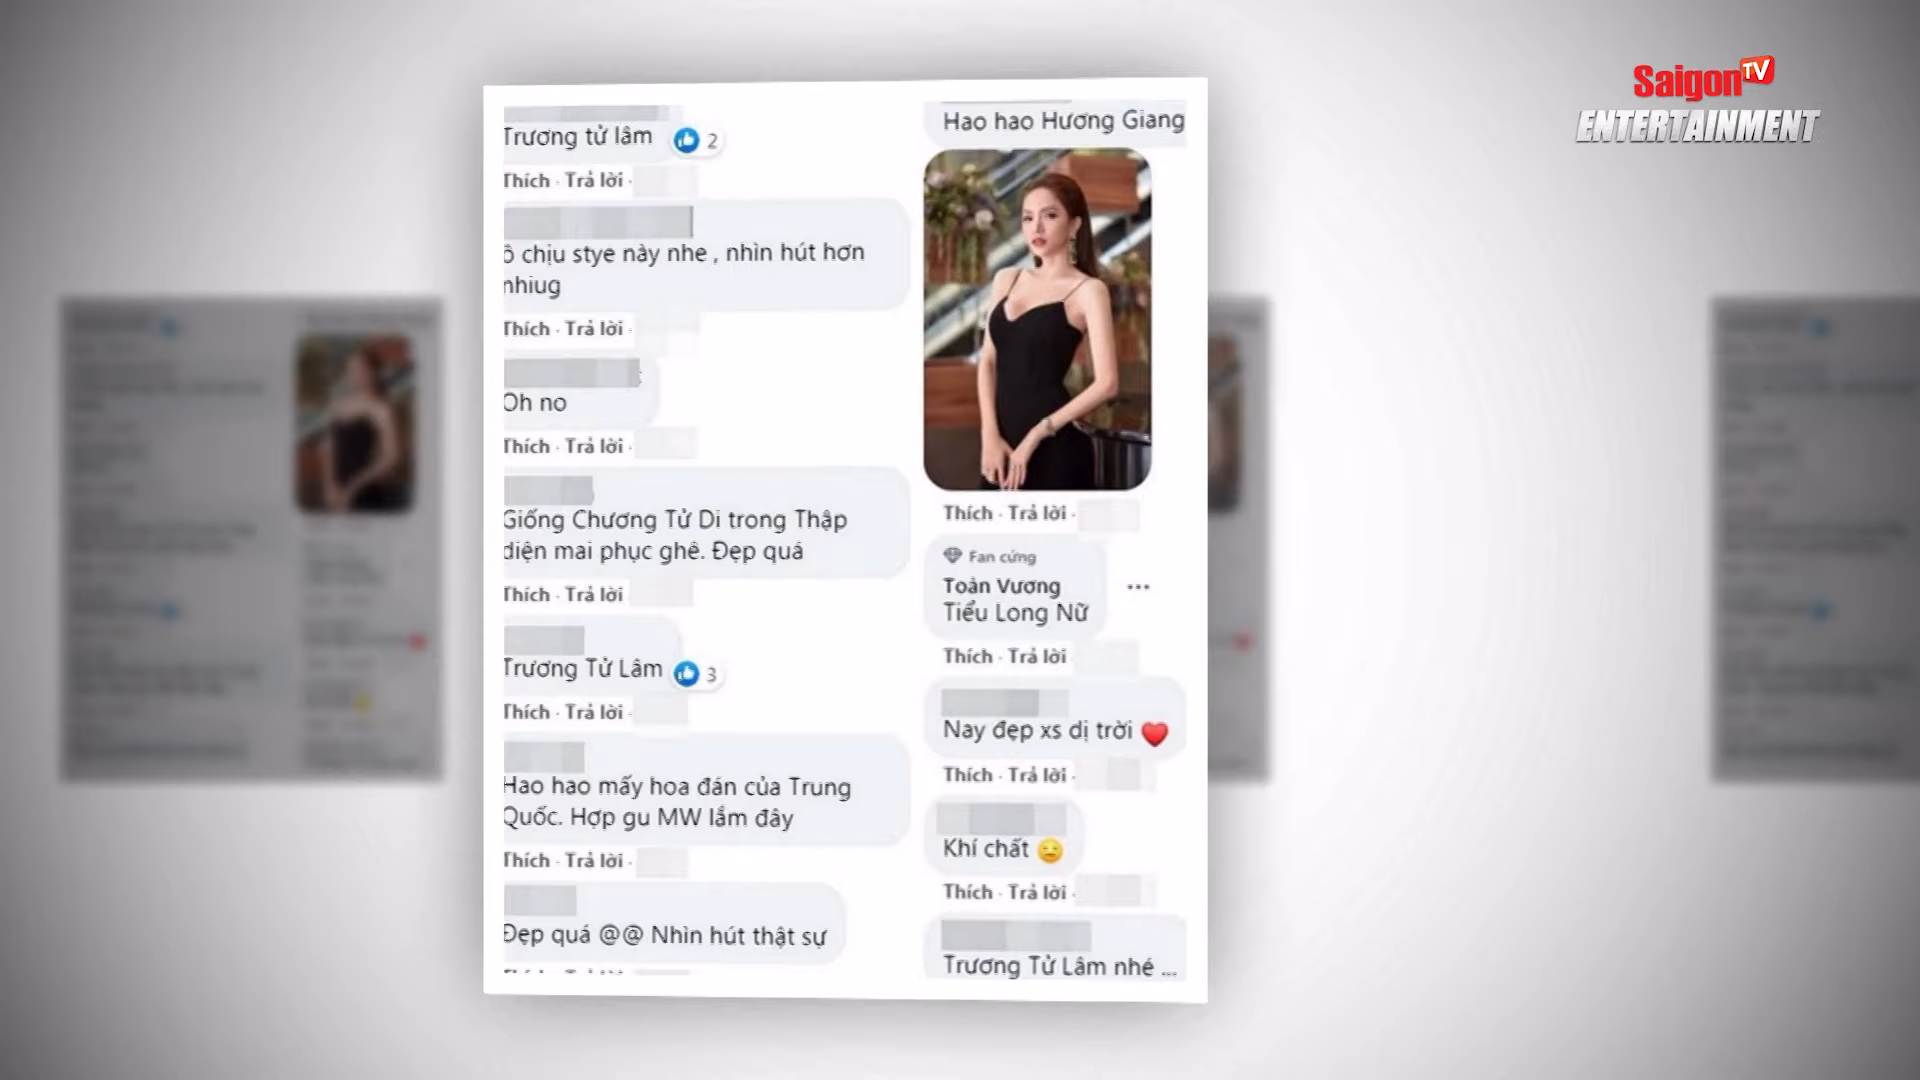 Saigon TV
ENTERTAINMENT
Trương tử lâm 2
Thích · Trả lời ·
ô chịu stye này nhe , nhìn hút hơn
nhiug
Thích · Trả lời ·
Oh no
Thích · Trả lời ·
Giống Chương Tử Di trong Thập
diện mai phục ghê. Đẹp quá
Thích · Trả lời
Trương Tử Lâm 3
Thích · Trả lời ·
Hao hao mấy hoa đán của Trung
Quốc. Hợp gu MW lắm đây
Thích · Trả lời ·
Đẹp quá @@ Nhìn hút thật sự
Hao hao Hương Giang
Thích · Trả lời ·
Fan cứng
Toản Vương
Tiểu Long Nữ
Thích · Trả lời
Nay đẹp xs dị trời ❤️
Thích · Trả lời ·
Khí chất
Thích · Trả lời ·
Trương Tử Lâm nhé ...